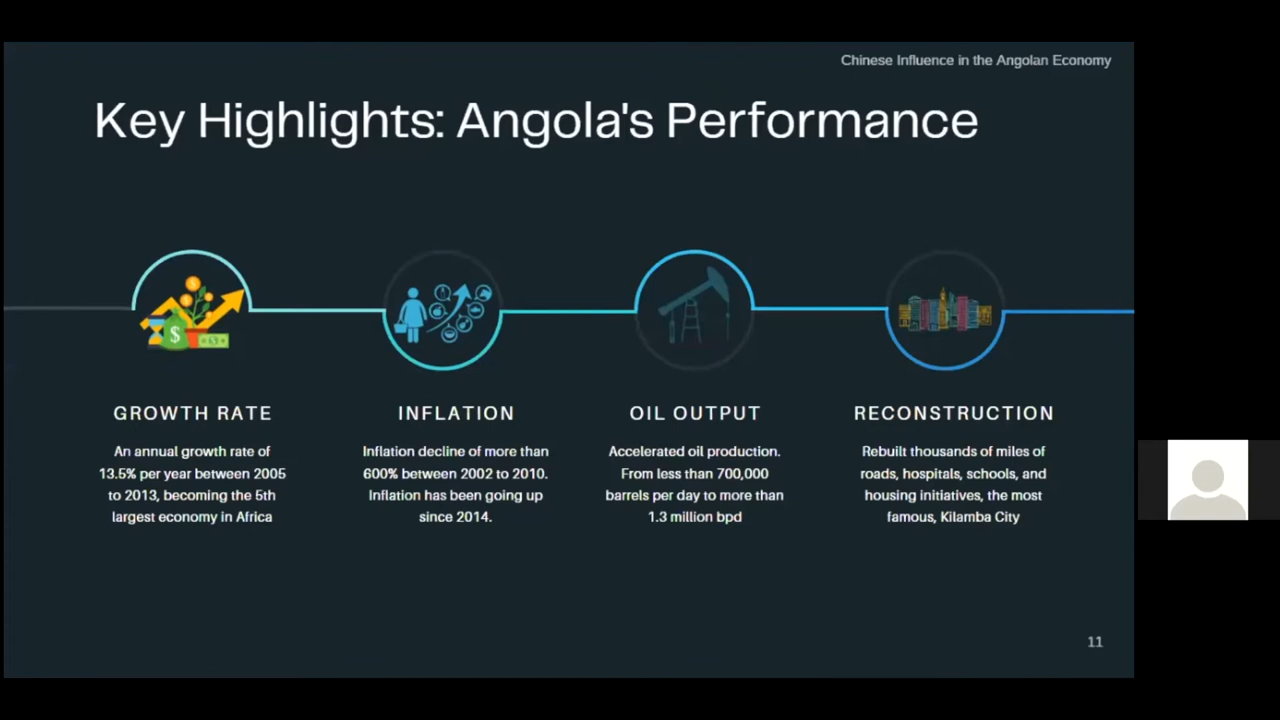 Chinese Influence in the Angolan Economy
Key Highlights: Angola's Performance
GROWTH RATE
An annual growth rate of
13.5% per year between 2005
to 2013, becoming the 5th
largest economy in Africa
INFLATION
Inflation decline of more than
600% between 2002 to 2010.
Inflation has been going up
since 2014.
OIL OUTPUT
Accelerated oil production.
From less than 700,000
barrels per day to more than
1.3 million bpd
RECONSTRUCTION
Rebuilt thousands of miles of
roads, hospitals, schools, and
housing initiatives, the most
famous, Kilamba City
11